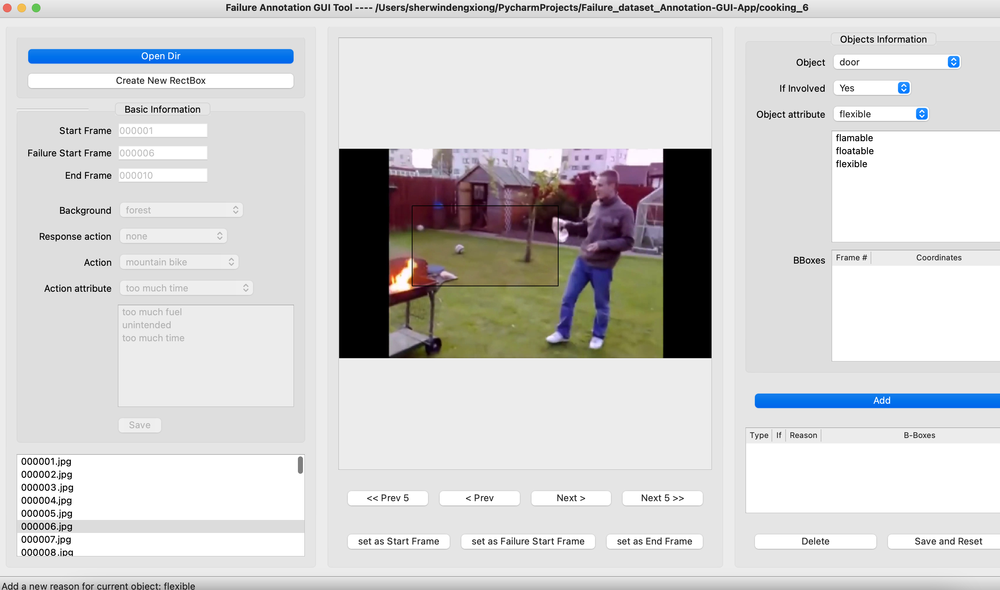 Failure Annotation GUI Tool ---- /Users/sherwindengxiong/PycharmProjects/Failure_dataset_Annotation-GUI-App/cooking_6
Open Dir
Create New RectBox
Basic Information
Start Frame 000001
Failure Start Frame 000006
End Frame 000010
Background forest
Response action none
Action mountain bike
Action attribute too much time
too much fuel
unintended
too much time
Save
000001.jpg
000002.jpg
000003.jpg
000004.jpg
000005.jpg
000006.jpg
000007.jpg
000008.jpg
<< Prev 5 < Prev Next > Next 5 >>
set as Start Frame set as Failure Start Frame set as End Frame
Objects Information
Object door
If Involved Yes
Object attribute flexible
flamable
floatable
flexible
BBoxes Frame # Coordinates
Add
Type If Reason B-Boxes
Delete Save and Reset
Add a new reason for current object: flexible